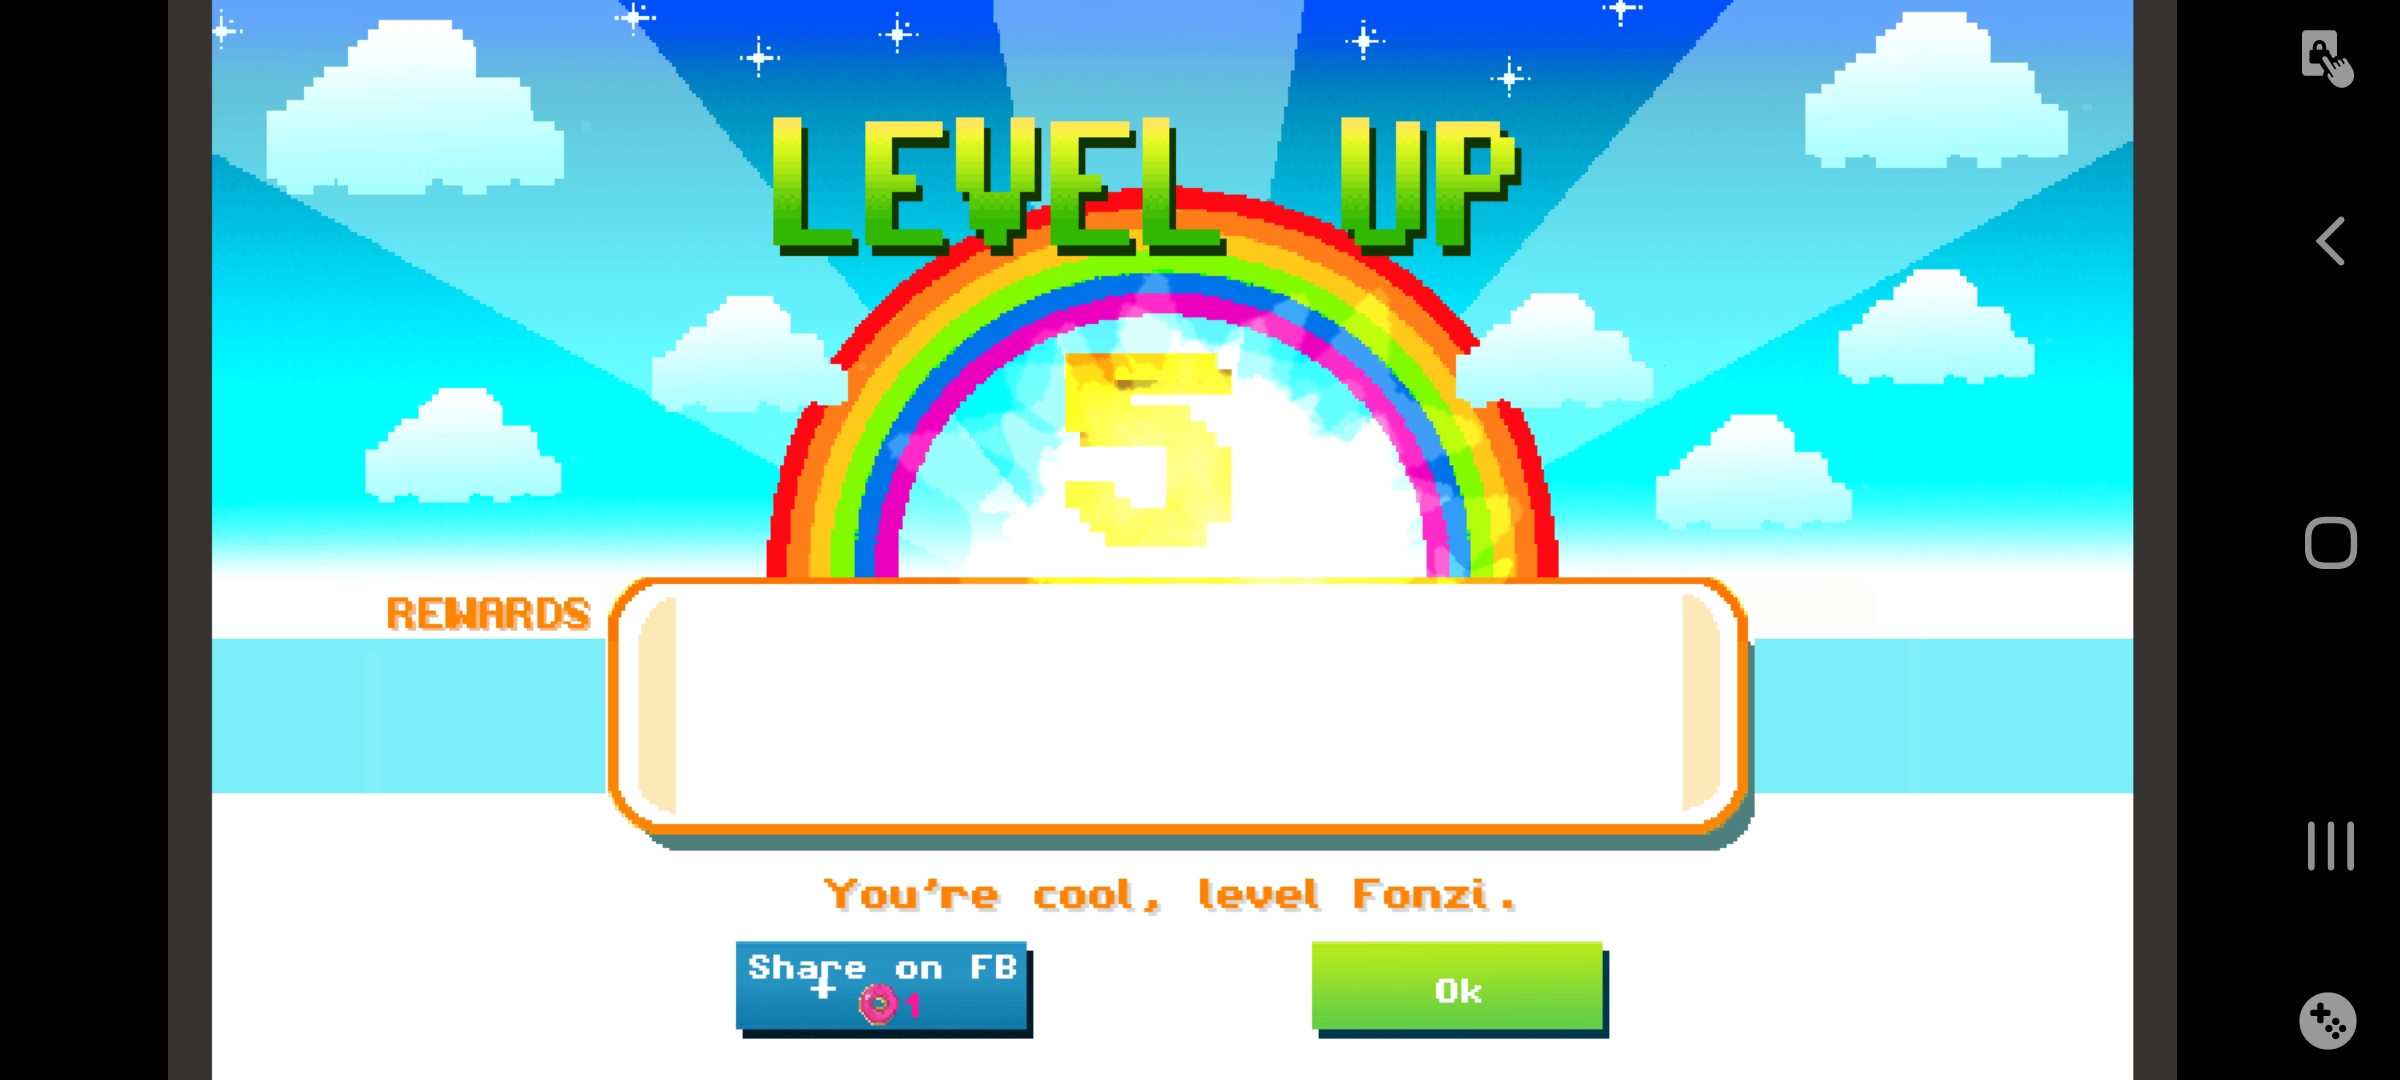 LEVEL UP
5
REWARDS
You're cool, level Fonzi.
Share on FB
+ 1
Ok